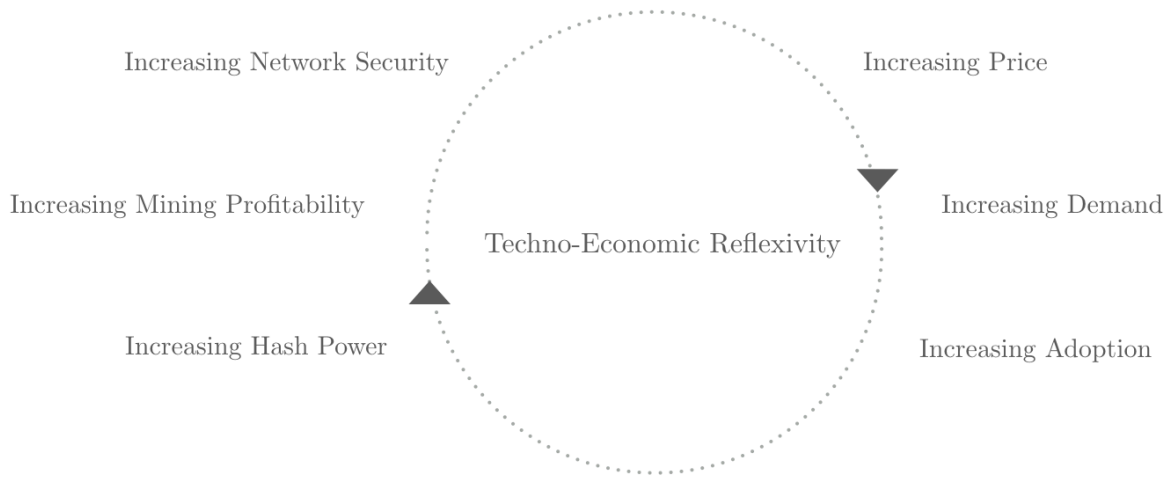 Increasing Network Security
Increasing Price
Increasing Mining Profitability
Increasing Demand
Techno-Economic Reflexivity
Increasing Hash Power
Increasing Adoption